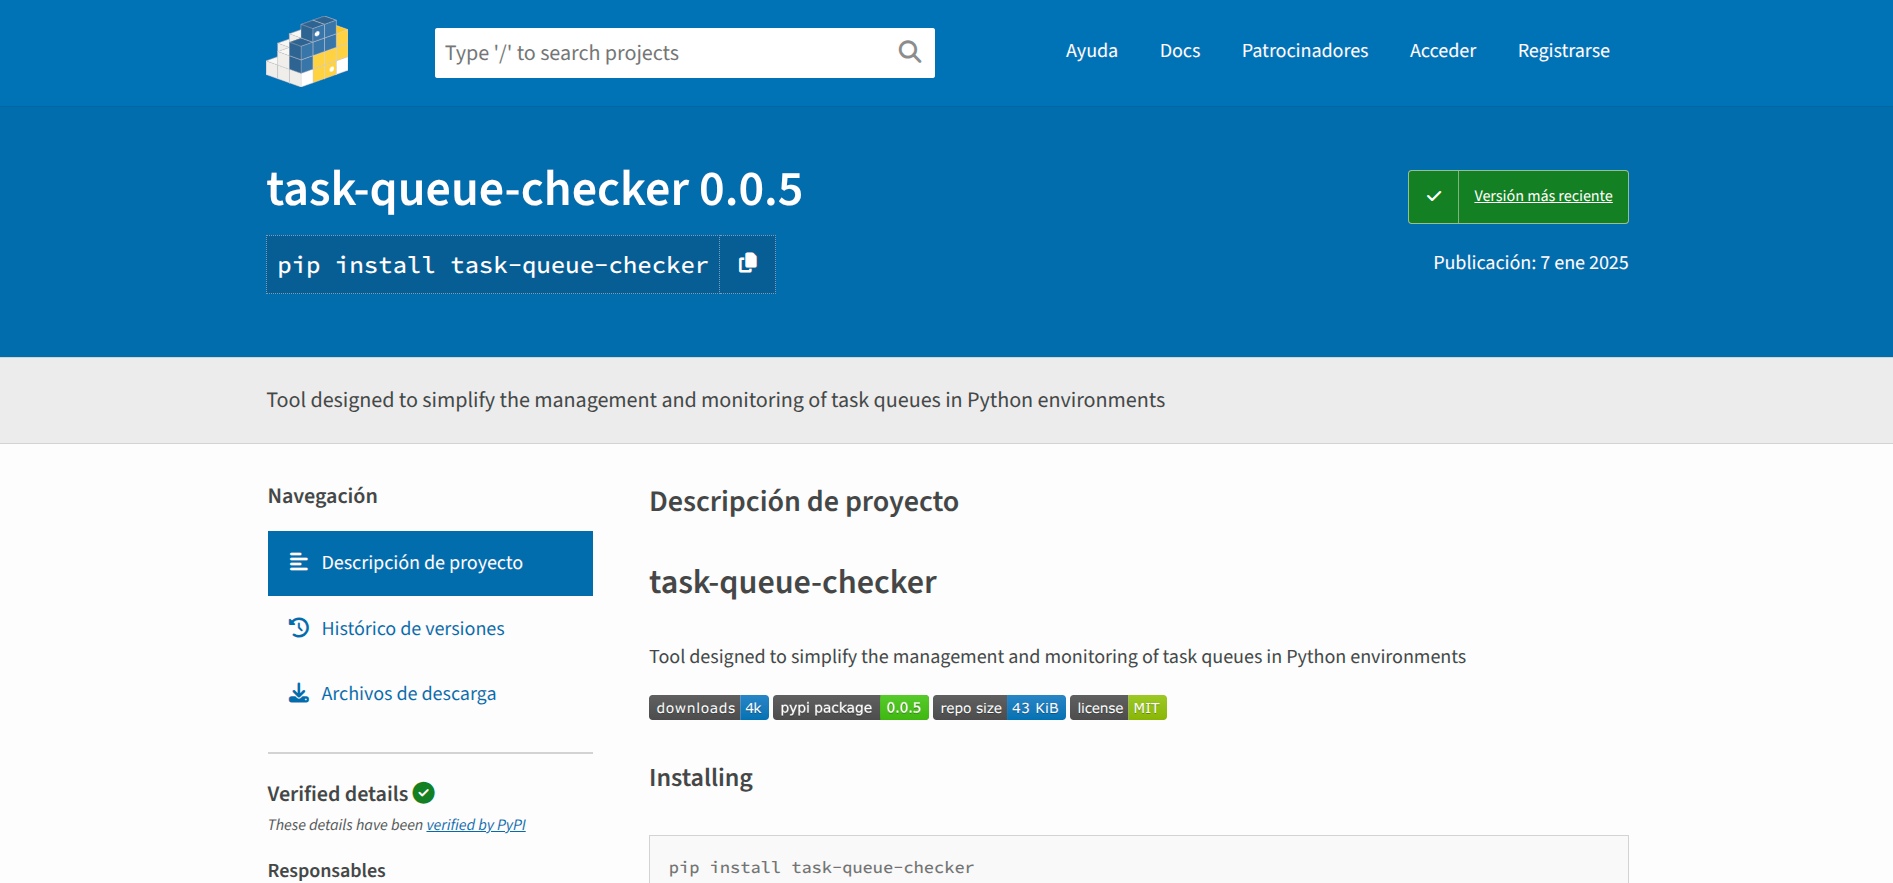 Type '/' to search projects
Ayuda Docs Patrocinadores Acceder Registrarse
task-queue-checker 0.0.5
pip install task-queue-checker
Versión más reciente
Publicación: 7 ene 2025
Tool designed to simplify the management and monitoring of task queues in Python environments
Navegación
Descripción de proyecto
Histórico de versiones
Archivos de descarga
Verified details
These details have been verified by PyPI
Responsables
Descripción de proyecto
task-queue-checker
Tool designed to simplify the management and monitoring of task queues in Python environments
downloads 4k pypi package 0.0.5 repo size 43 KiB license MIT
Installing
pip install task-queue-checker